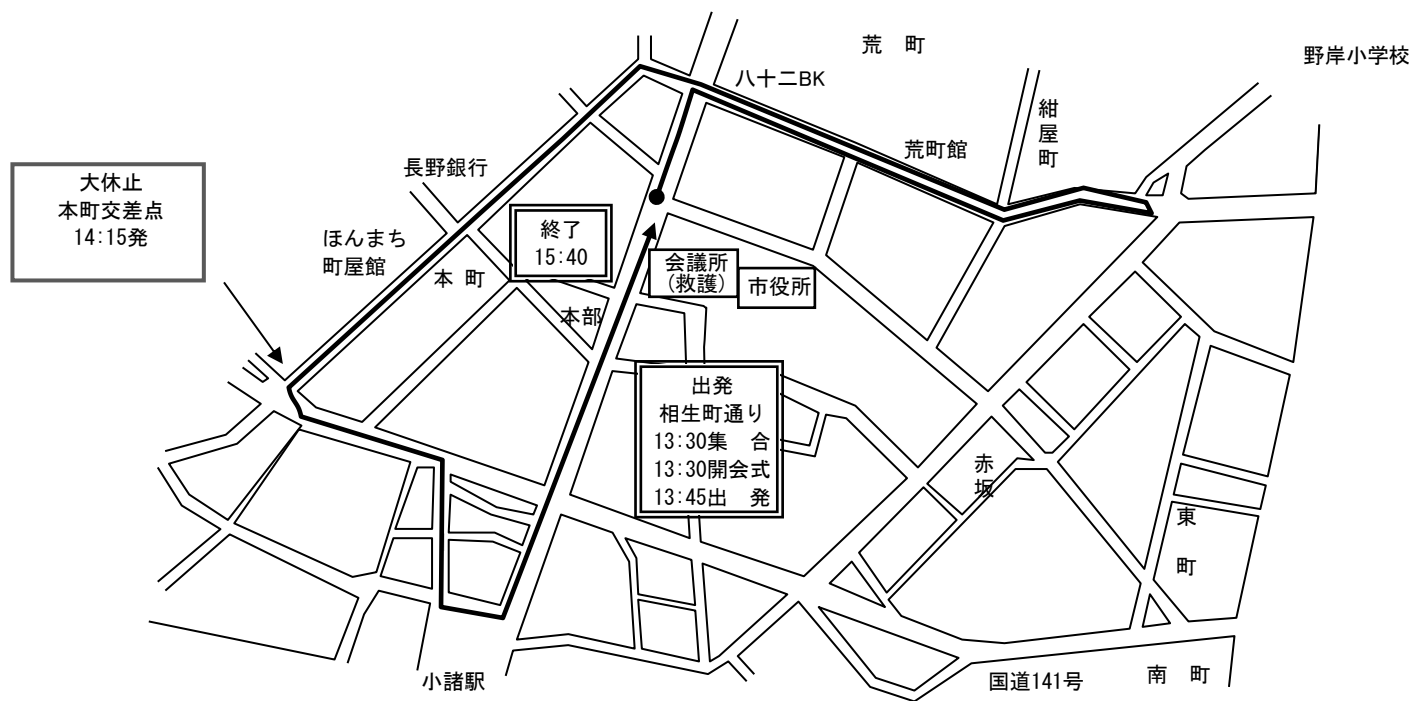 荒　町
野岸小学校
八十二BK
紺屋町
荒町館
長野銀行
大休止
本町交差点
14:15発
ほんまち
町屋館
本 町
終了
15:40
会議所
(救護)
市役所
本部
出発
相生町通り
13:30集　合
13:30開会式
13:45出　発
赤坂
東町
小諸駅
国道141号
南　町